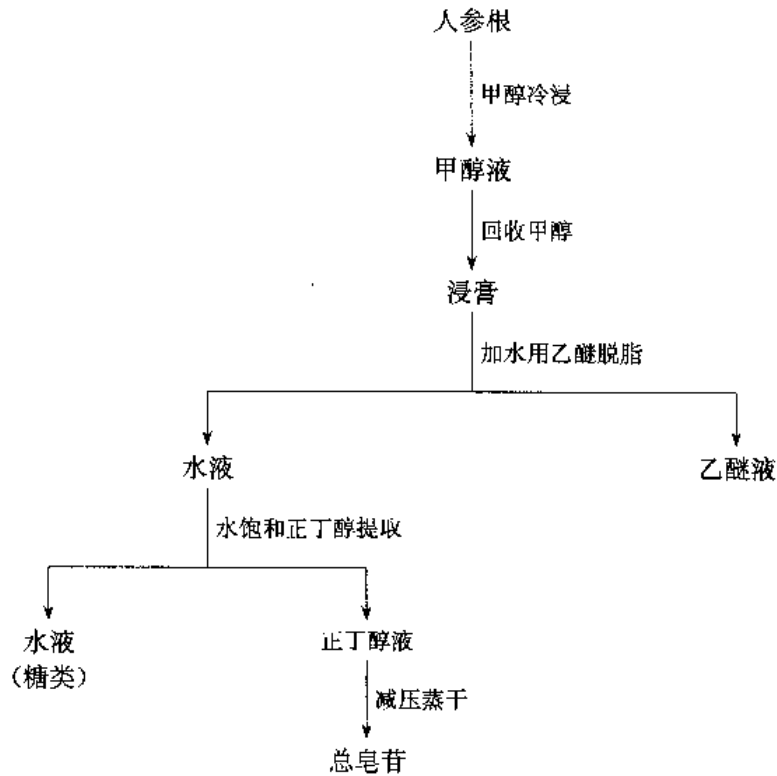 人参根
甲醇冷浸
甲醇液
回收甲醇
浸膏
加水用乙醚脱脂
水液
乙醚液
水饱和正丁醇提取
水液
（糖类）
正丁醇液
减压蒸干
总皂苷